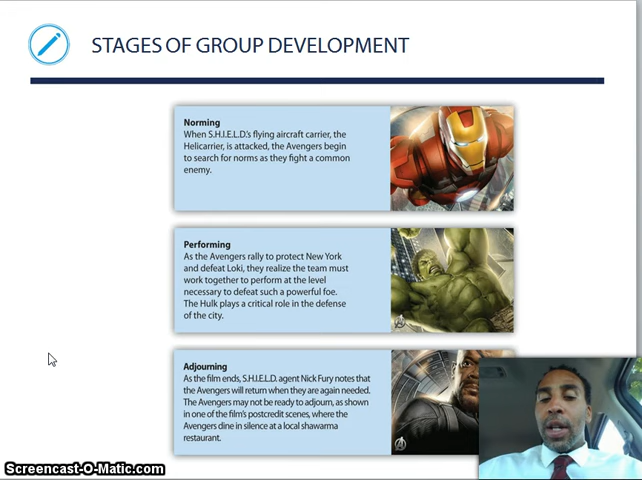 STAGES OF GROUP DEVELOPMENT
Norming
When S.H.I.E.L.D.'s flying aircraft carrier, the
Helicarrier, is attacked, the Avengers begin
to search for norms as they fight a common
enemy.
Performing
As the Avengers rally to protect New York
and defeat Loki, they realize the team must
work together to perform at the level
necessary to defeat such a powerful foe.
The Hulk plays a critical role in the defense
of the city.
Adjourning
As the film ends, S.H.I.E.L.D. agent Nick Fury notes that
the Avengers will return when they are again needed.
The Avengers may not be ready to adjourn, as shown
in one of the film's postcredit scenes, where the
Avengers dine in silence at a local shawarma
restaurant.
Screencast-O-Matic.com